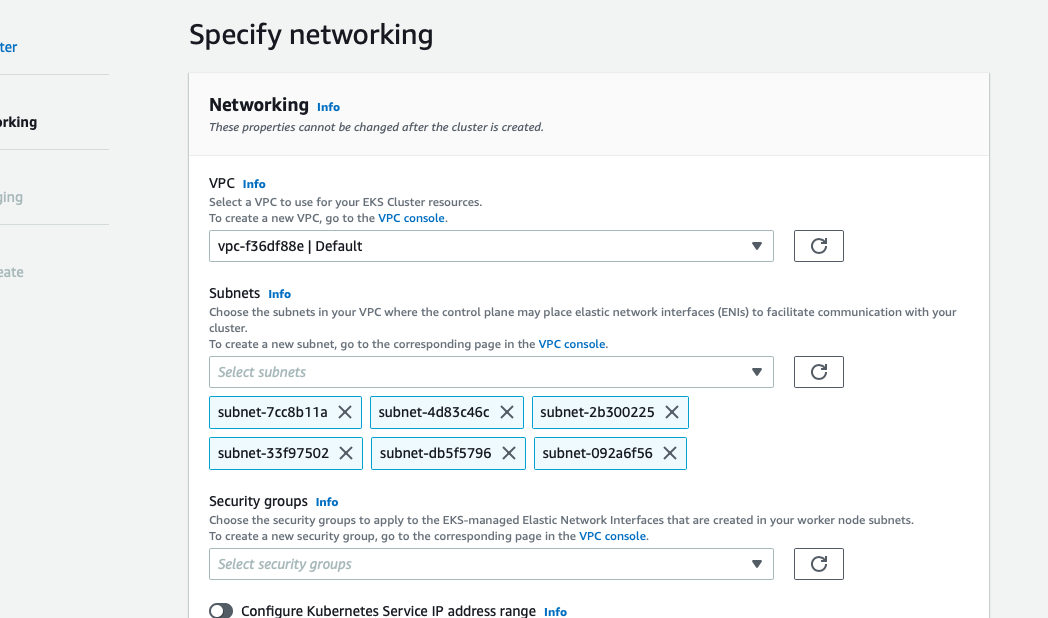 Specify networking
ter
orking
ging
eate
Networking Info
These properties cannot be changed after the cluster is created.
VPC Info
Select a VPC to use for your EKS Cluster resources.
To create a new VPC, go to the VPC console.
vpc-f36df88e | Default
Subnets Info
Choose the subnets in your VPC where the control plane may place elastic network interfaces (ENIs) to facilitate communication with your
cluster.
To create a new subnet, go to the corresponding page in the VPC console.
Select subnets
subnet-7cc8b11a subnet-4d83c46c subnet-2b300225
subnet-33f97502 subnet-db5f5796 subnet-092a6f56
Security groups Info
Choose the security groups to apply to the EKS-managed Elastic Network Interfaces that are created in your worker node subnets.
To create a new security group, go to the corresponding page in the VPC console.
Select security groups
Configure Kubernetes Service IP address range Info